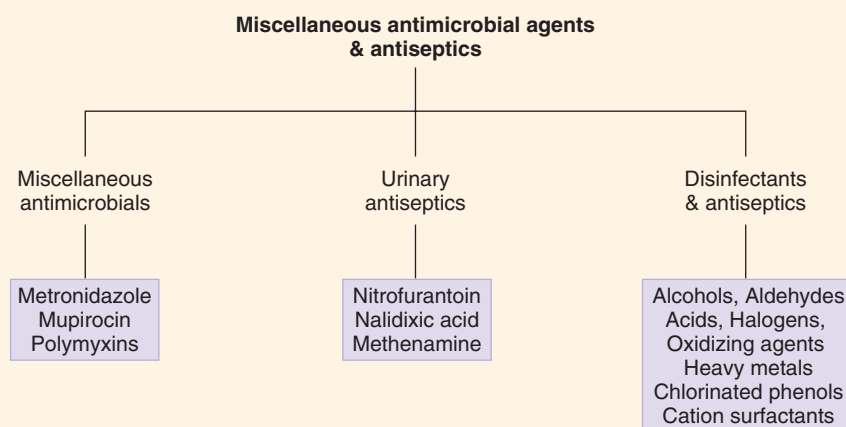 Miscellaneous antimicrobial agents
& antiseptics
Miscellaneous
antimicrobials
Urinary
antiseptics
Disinfectants
& antiseptics
Metronidazole
Mupirocin
Polymyxins
Nitrofurantoin
Nalidixic acid
Methenamine
Alcohols, Aldehydes
Acids, Halogens,
Oxidizing agents
Heavy metals
Chlorinated phenols
Cation surfactants